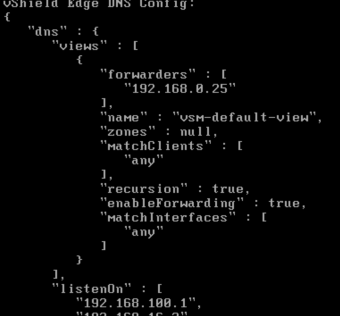 vShield Edge DNS Config:
{
"dns" : {
"views" : [
{
"forwarders" : [
"192.168.0.25"
],
"name" : "vsm-default-view",
"zones" : null,
"matchClients" : [
"any"
],
"recursion" : true,
"enableForwarding" : true,
"matchInterfaces" : [
"any"
]
}
],
"listenOn" : [
"192.168.100.1",